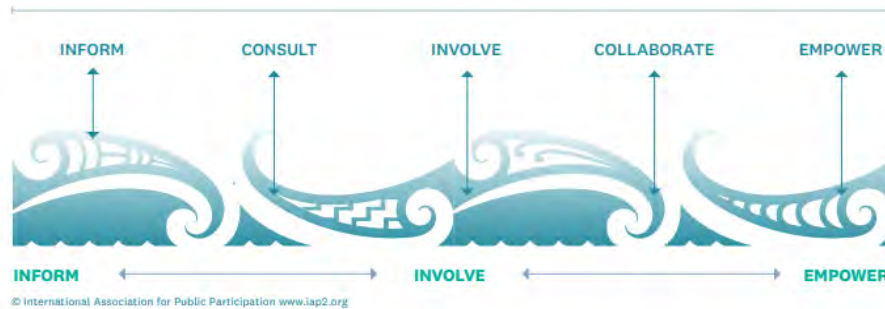 INFORM CONSULT INVOLVE COLLABORATE EMPOWER
INFORM INVOLVE EMPOWER
© International Association for Public Participation www.iap2.org